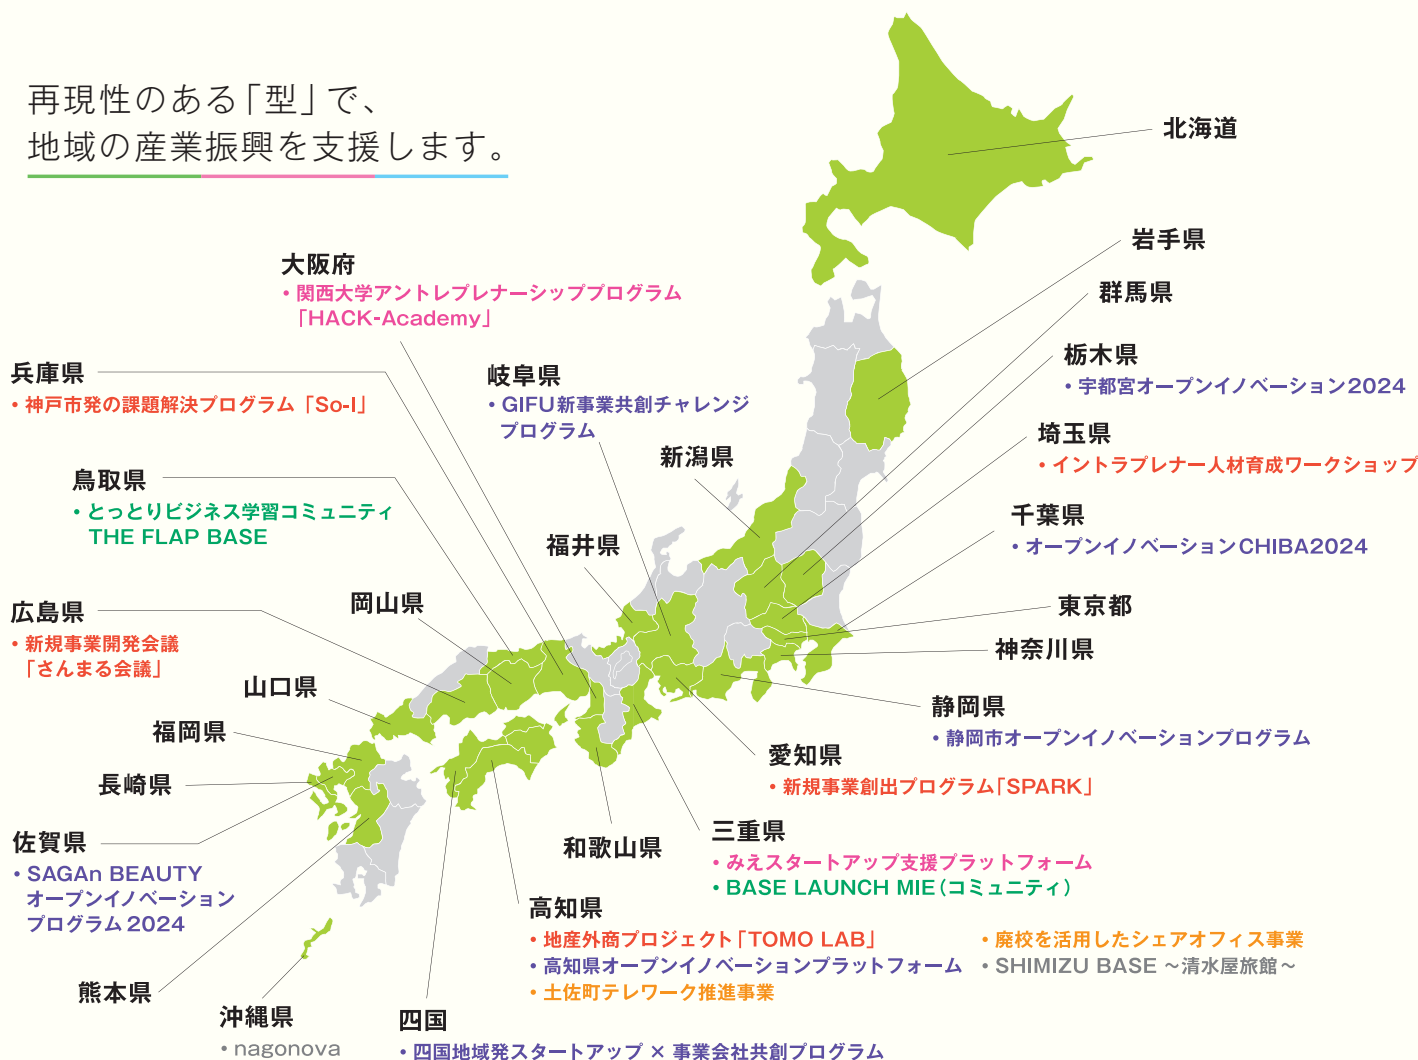 再現性のある「型」で、
地域の産業振興を支援します。
北海道
岩手県
群馬県
栃木県
・宇都宮オープンイノベーション2024
埼玉県
・イントラプレナー人材育成ワークショップ
千葉県
・オープンイノベーションCHIBA2024
東京都
神奈川県
静岡県
・静岡市オープンイノベーションプログラム
愛知県
・新規事業創出プログラム「SPARK」
三重県
・みえスタートアップ支援プラットフォーム
・BASE LAUNCH MIE(コミュニティ)
大阪府
・関西大学アントレプレナーシッププログラム
「HACK-Academy」
兵庫県
・神戸市発の課題解決プログラム「So-I」
岐阜県
・GIFU新事業共創チャレンジ
プログラム
新潟県
鳥取県
・とっとりビジネス学習コミュニティ
THE FLAP BASE
福井県
広島県
・新規事業開発会議
「さんまる会議」
岡山県
山口県
福岡県
長崎県
佐賀県
・SAGAn BEAUTY
オープンイノベーション
プログラム2024
熊本県
沖縄県
・nagonova
和歌山県
高知県
・地産外商プロジェクト「TOMO LAB」
・高知県オープンイノベーションプラットフォーム
・土佐町テレワーク推進事業
・廃校を活用したシェアオフィス事業
・SHIMIZU BASE ～清水屋旅館～
四国
・四国地域発スタートアップ × 事業会社共創プログラム